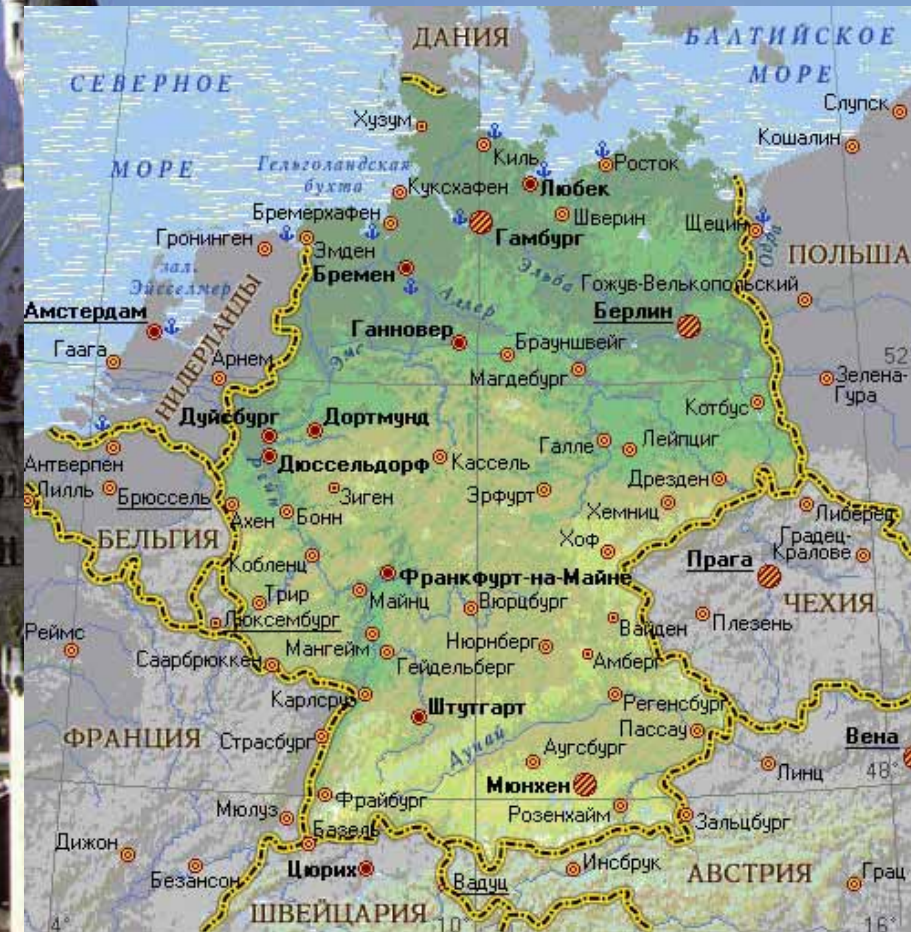 ДАНИЯ
БАЛТИЙСКОЕ
МОРЕ
СЕВЕРНОЕ
МОРЕ
Слупск
Кошалин
Хузум
Киль
Росток
Гельголандская
бухта
Куксхафен
Любек
Бремерхафен
Шверин
Щецин
Одра
Гронинген
Эмден
Гамбург
ПОЛЬША
зал.
Эйсселмер
Бремен
Эльба
Гожув-Велькопольский
Аллер
НИДЕРЛАНДЫ
Амстердам
Берлин
Ганновер
Гаага
Эмс
Брауншвейг
52
Арнем
Магдебург
Зелена-
Гура
Котбус
Дуйсбург
Дортмунд
Галле
Лейпциг
Антверпен
Дюссельдорф
Кассель
Рейн
Дрезден
Лилль
Брюссель
Зиген
Эрфурт
Хемниц
Либерец
Ахен
Бонн
БЕЛЬГИЯ
Хоф
Градец-
Кралове
Кобленц
Прага
Франкфурт-на-Майне
Трир
Майнц
Вюрцбург
ЧЕХИЯ
Люксембург
Вайден
Плезень
Реймс
Мангейм
Нюрнберг
Саарбрюккен
Гейдельберг
Амберг
Карлсруэ
Регенсбург
Штутгарт
Пассау
ФРАНЦИЯ
Страсбург
Дунай
Вена
Аугсбург
Линц
48°
Мюнхен
Фрайбург
Мюлуз
Розенхайм
Зальцбург
Базель
Дижон
Безансон
Цюрих
Инсбрук
АВСТРИЯ
Грац
Вадуц
ШВЕЙЦАРИЯ
4°
10°
16°